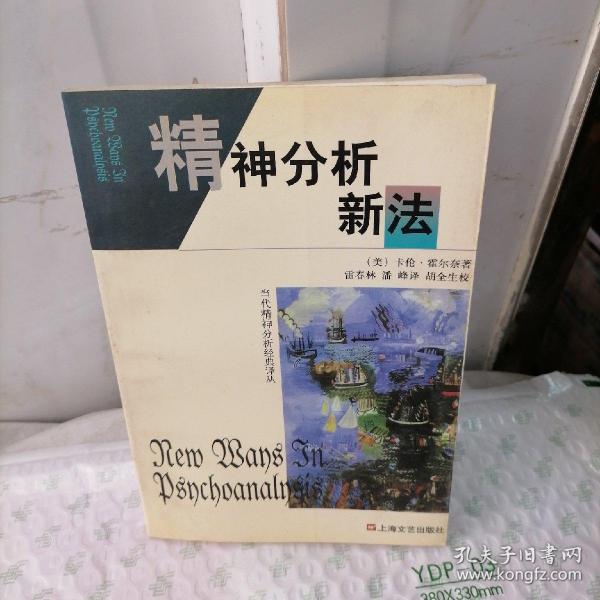 New Ways In
Psychoanalysis
精神分析
新法
(美)卡伦·霍尔奈著
雷春林 潘 峰译 胡全生校
当代精神分析经典译丛
New Ways In
Psychoanalysis
上海文艺出版社
YDP-03
380X330mm
孔夫子旧书网
www.kongfz.com